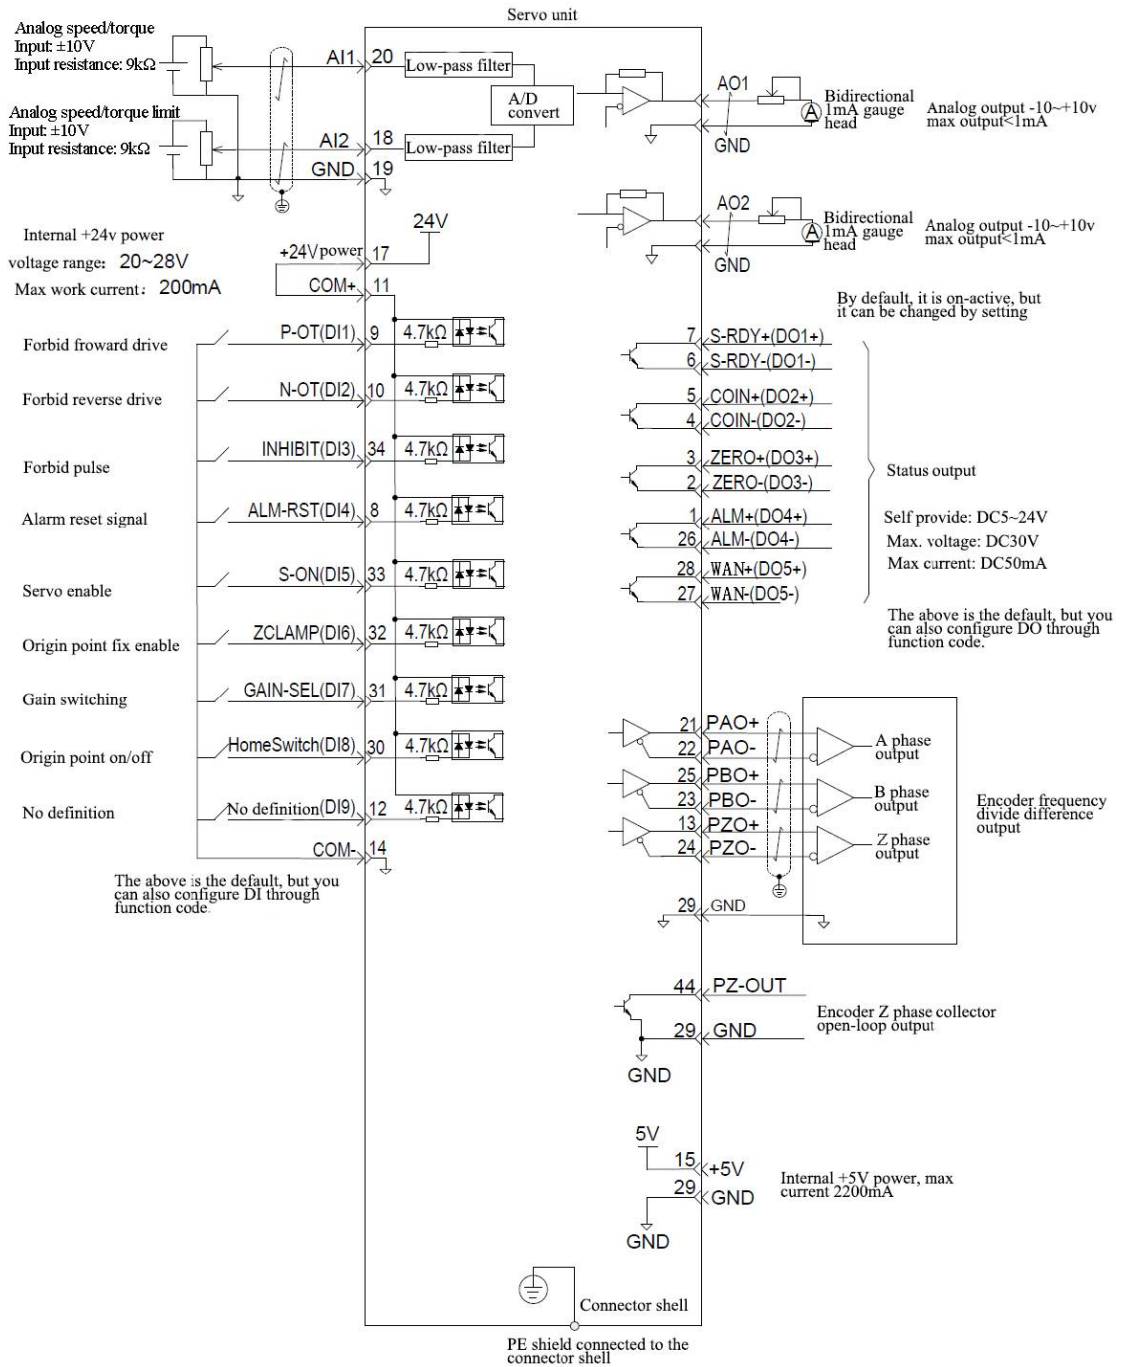 Servo unit
Analog speed/torque
Input: ±10V
Input resistance: 9kΩ
AI1
20
Low-pass filter
A/D
convert
Analog speed/torque limit
Input: ±10V
Input resistance: 9kΩ
AI2
18
Low-pass filter
GND
19
AO1
GND
Bidirectional
1mA gauge
head
A
Analog output -10~+10v
max output<1mA
AO2
GND
Bidirectional
1mA gauge
head
A
Analog output -10~+10v
max output<1mA
Internal +24v power
voltage range: 20~28V
Max work current: 200mA
24V
+24V power
17
COM+
11
Forbid froward drive
P-OT(DI1)
9
4.7kΩ
Forbid reverse drive
N-OT(DI2)
10
4.7kΩ
Forbid pulse
INHIBIT(DI3)
34
4.7kΩ
Alarm reset signal
ALM-RST(DI4)
8
4.7kΩ
Servo enable
S-ON(DI5)
33
4.7kΩ
Origin point fix enable
ZCLAMP(DI6)
32
4.7kΩ
Gain switching
GAIN-SEL(DI7)
31
4.7kΩ
Origin point on/off
HomeSwitch(DI8)
30
4.7kΩ
No definition
No definition(DI9)
12
4.7kΩ
COM-
14
The above is the default, but you
can also configure DI through
function code.
By default, it is on-active, but
it can be changed by setting
7
S-RDY+(DO1+)
6
S-RDY-(DO1-)
5
COIN+(DO2+)
4
COIN-(DO2-)
3
ZERO+(DO3+)
2
ZERO-(DO3-)
1
ALM+(DO4+)
26
ALM-(DO4-)
28
WAN+(DO5+)
27
WAN-(DO5-)
Status output
Self provide: DC5~24V
Max. voltage: DC30V
Max current: DC50mA
The above is the default, but you
can also configure DO through
function code.
21
PAO+
22
PAO-
25
PBO+
23
PBO-
13
PZO+
24
PZO-
A phase
output
B phase
output
Z phase
output
Encoder frequency
divide difference
output
29
GND
44
PZ-OUT
29
GND
GND
Encoder Z phase collector
open-loop output
5V
15
+5V
29
GND
GND
Internal +5V power, max
current 2200mA
Connector shell
PE shield connected to the
connector shell